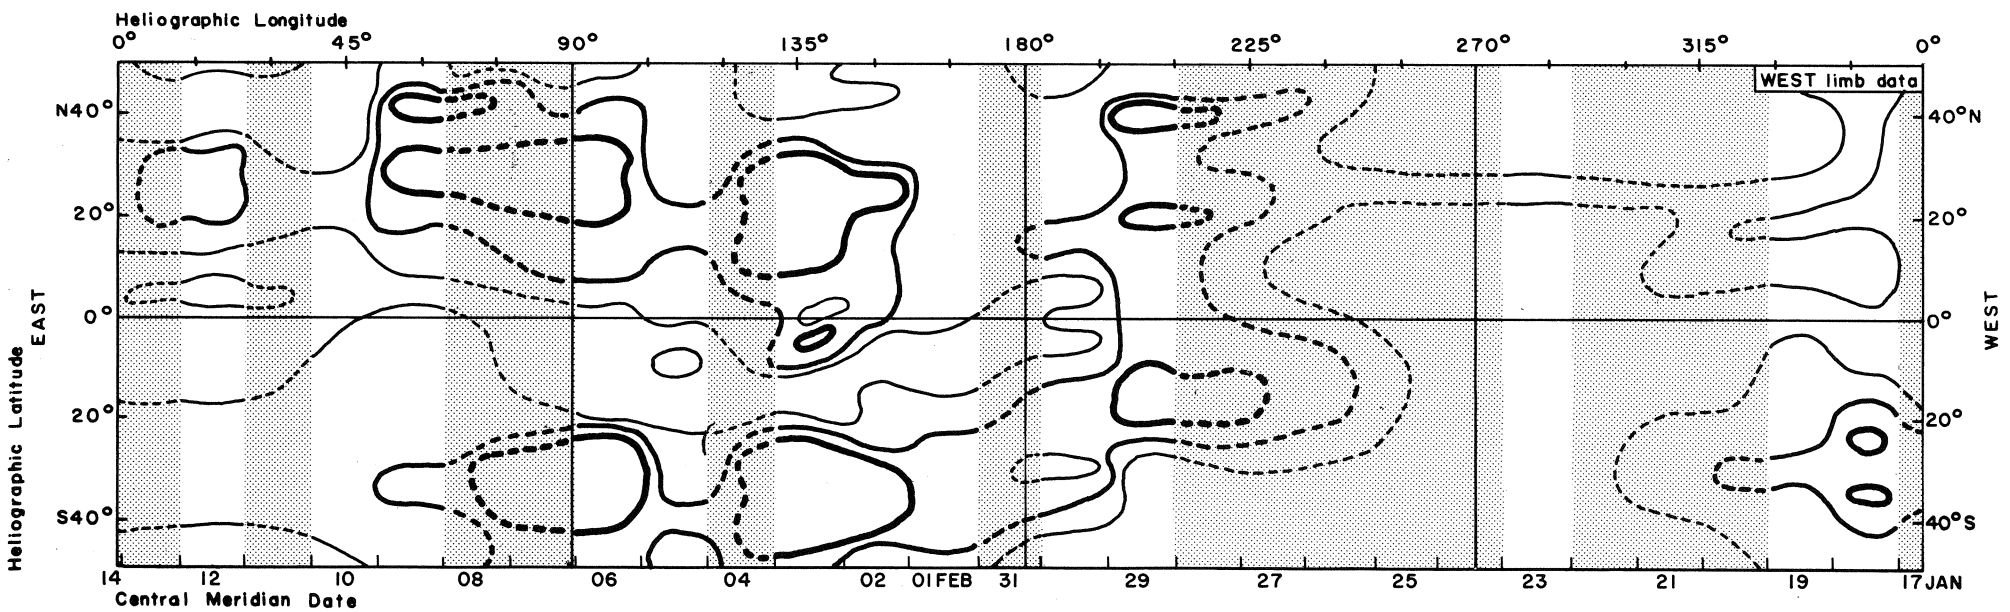 Heliographic Longitude
0° 45° 90° 135° 180° 225° 270° 315° 0°
WEST limb data
N40° 40°N
20° 20°
0° 0°
20° 20°
S40° 40°S
EAST
WEST
Heliographic Latitude
14 12 10 08 06 04 02 01FEB 31 29 27 25 23 21 19 17JAN
Central Meridian Date